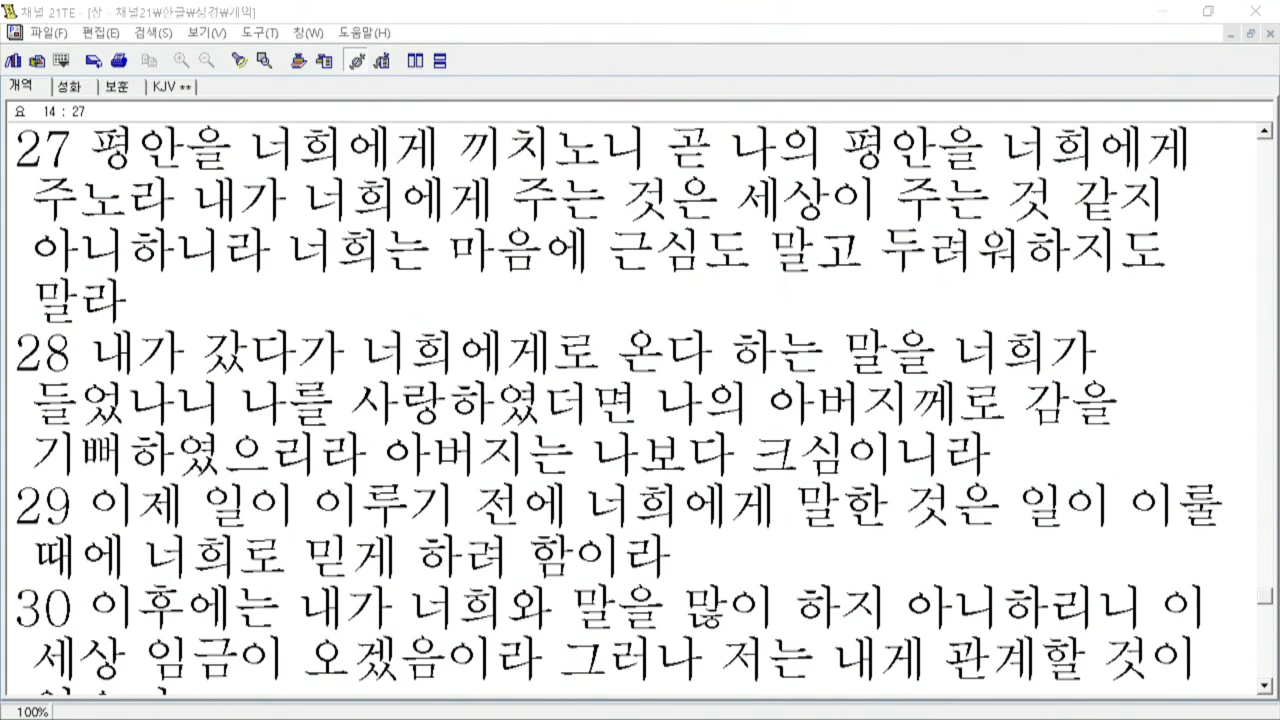 채널 21TE - [창 - 채널21₩한글₩성경₩개역]
파일(F) 편집(E) 검색(S) 보기(V) 도구(T) 창(W) 도움말(H)
개역 성화 보훈 KJV **
요 14 : 27
27 평안을 너희에게 끼치노니 곧 나의 평안을 너희에게
주노라 내가 너희에게 주는 것은 세상이 주는 것 같지
아니하니라 너희는 마음에 근심도 말고 두려워하지도
말라
28 내가 갔다가 너희에게로 온다 하는 말을 너희가
들었나니 나를 사랑하였더면 나의 아버지께로 감을
기뻐하였으리라 아버지는 나보다 크심이니라
29 이제 일이 이루기 전에 너희에게 말한 것은 일이 이룰
때에 너희로 믿게 하려 함이라
30 이후에는 내가 너희와 말을 많이 하지 아니하리니 이
세상 임금이 오겠음이라 그러나 저는 내게 관계할 것이
100%